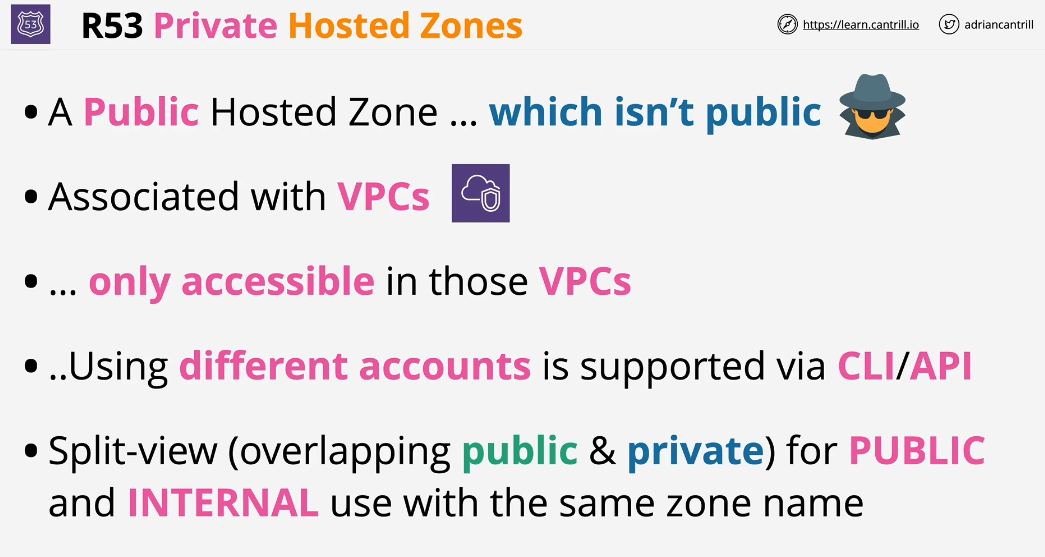 53
R53 Private Hosted Zones
https://learn.cantrill.io
adriancantrill
• A Public Hosted Zone ... which isn't public
• Associated with VPCs
• ... only accessible in those VPCs
• ..Using different accounts is supported via CLI/API
• Split-view (overlapping public & private) for PUBLIC
and INTERNAL use with the same zone name